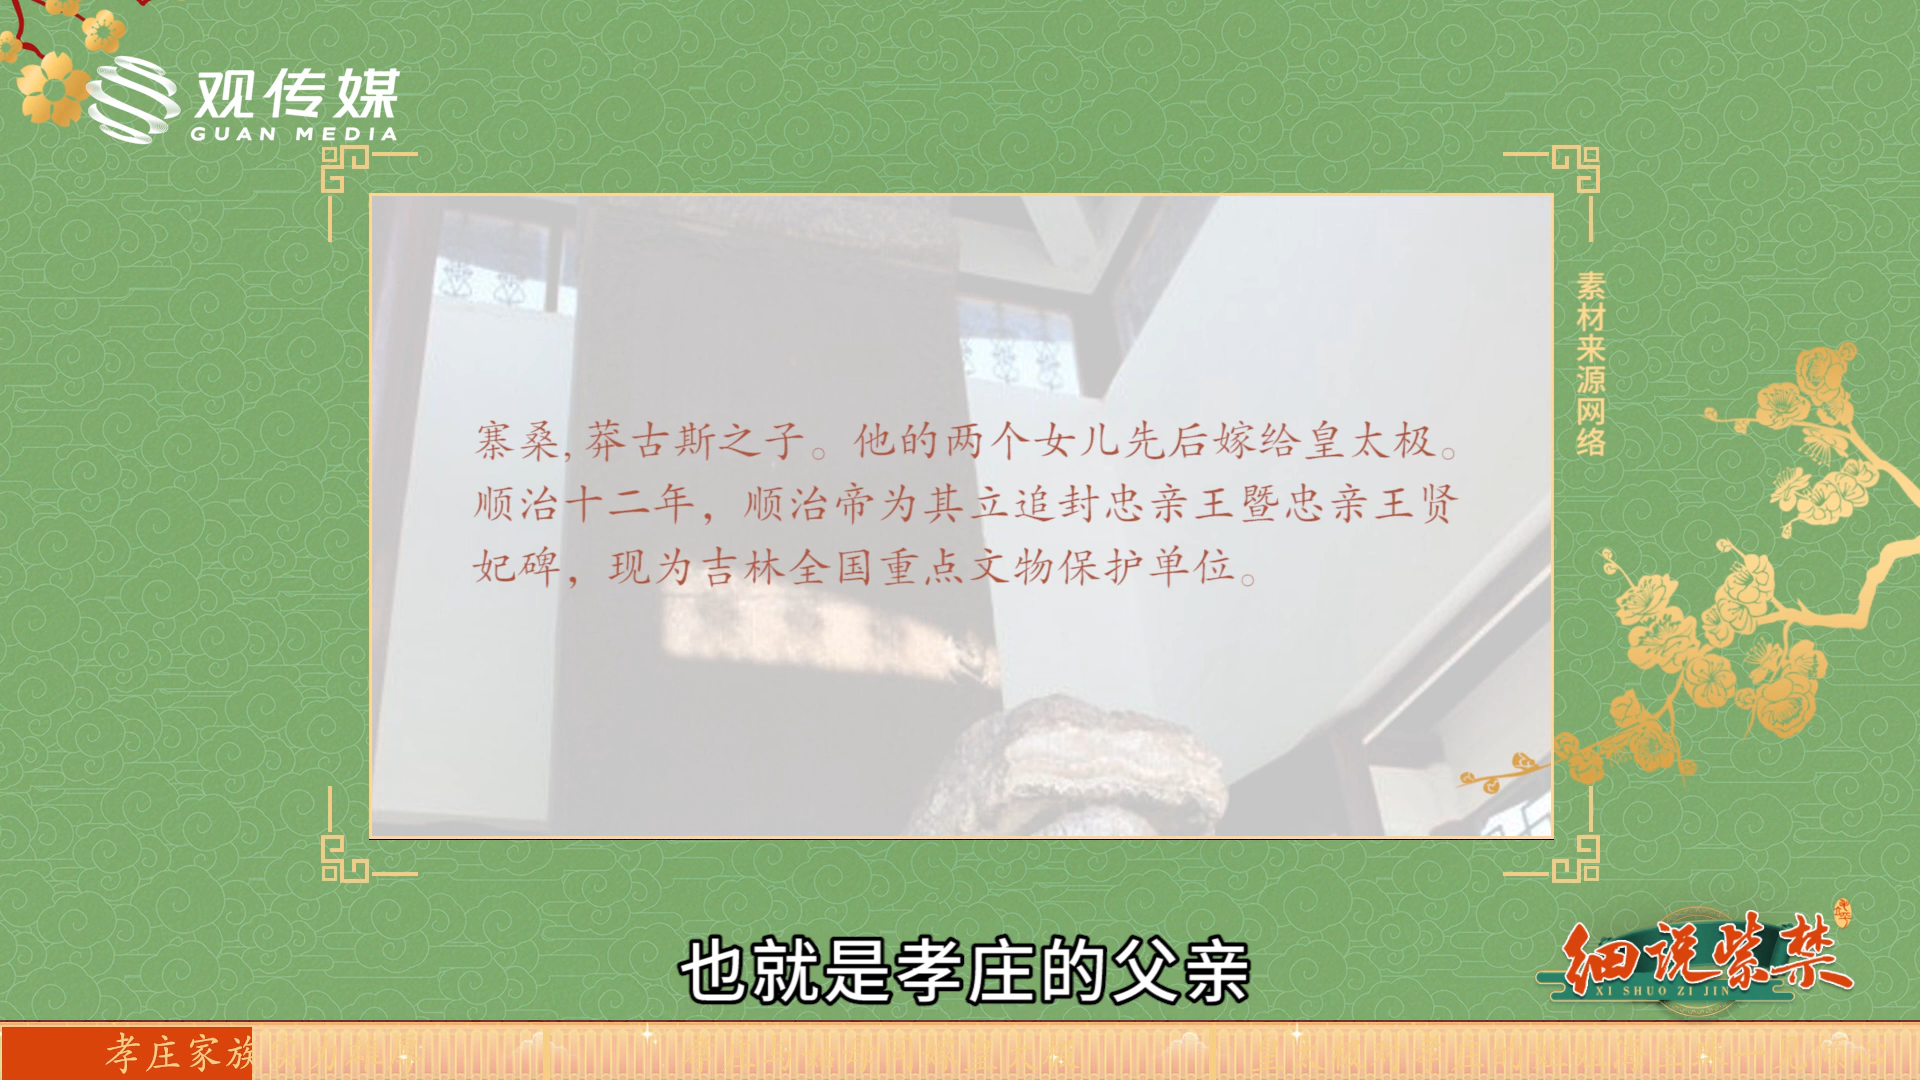 观传媒
GUAN MEDIA
素材来源网络
寨桑,莽古斯之子。他的两个女儿先后嫁给皇太极。
顺治十二年，顺治帝为其立追封忠亲王暨忠亲王贤
妃碑，现为吉林全国重点文物保护单位。
也就是孝庄的父亲
细说紫禁
XI SHUO ZI JIN
孝庄家族